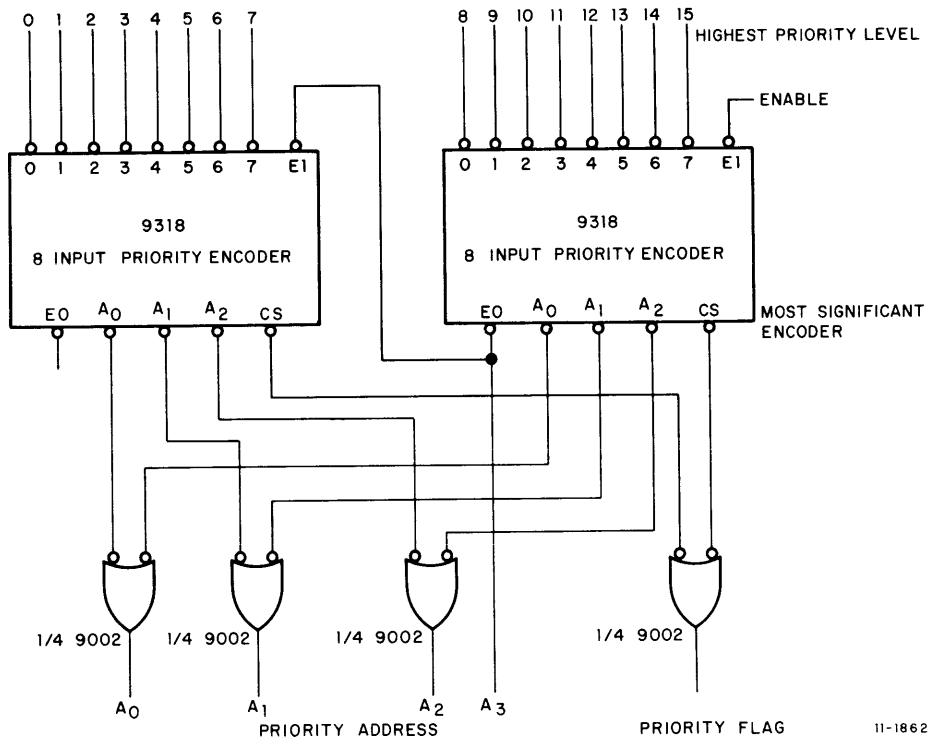 0 1 2 3 4 5 6 7
8 9 10 11 12 13 14 15
HIGHEST PRIORITY LEVEL
ENABLE
0 1 2 3 4 5 6 7 EI
9318
8 INPUT PRIORITY ENCODER
EO A0 A1 A2 CS
0 1 2 3 4 5 6 7 EI
9318
8 INPUT PRIORITY ENCODER
EO A0 A1 A2 CS
MOST SIGNIFICANT
ENCODER
1/4 9002
1/4 9002
1/4 9002
1/4 9002
A0 A1 A2 A3
PRIORITY ADDRESS
PRIORITY FLAG
11-1862